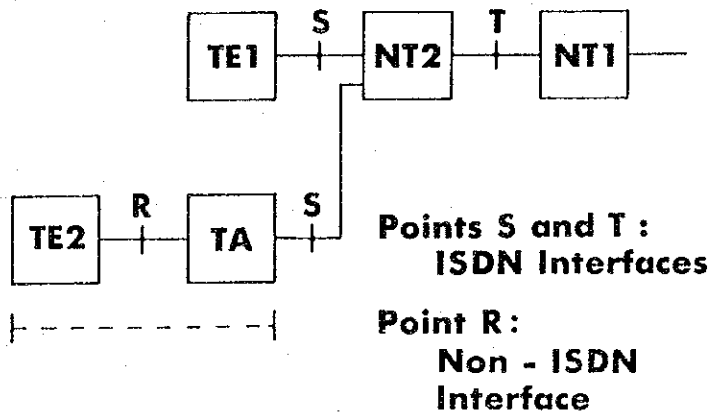 S T
TE1 NT2 NT1
R S
TE2 TA
Points S and T :
ISDN Interfaces
Point R :
Non - ISDN
Interface